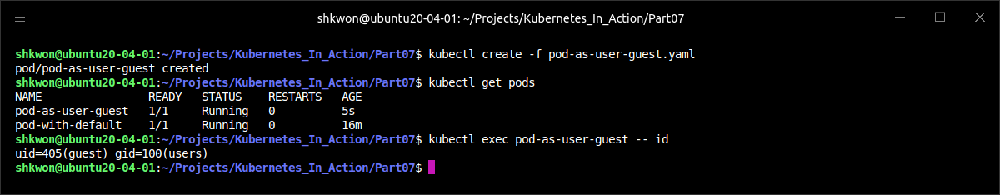 shkwon@ubuntu20-04-01: ~/Projects/Kubernetes_In_Action/Part07
shkwon@ubuntu20-04-01:~/Projects/Kubernetes_In_Action/Part07$ kubectl create -f pod-as-user-guest.yaml
pod/pod-as-user-guest created
shkwon@ubuntu20-04-01:~/Projects/Kubernetes_In_Action/Part07$ kubectl get pods
NAME                READY   STATUS    RESTARTS   AGE
pod-as-user-guest   1/1     Running   0          5s
pod-with-default    1/1     Running   0          16m
shkwon@ubuntu20-04-01:~/Projects/Kubernetes_In_Action/Part07$ kubectl exec pod-as-user-guest -- id
uid=405(guest) gid=100(users)
shkwon@ubuntu20-04-01:~/Projects/Kubernetes_In_Action/Part07$